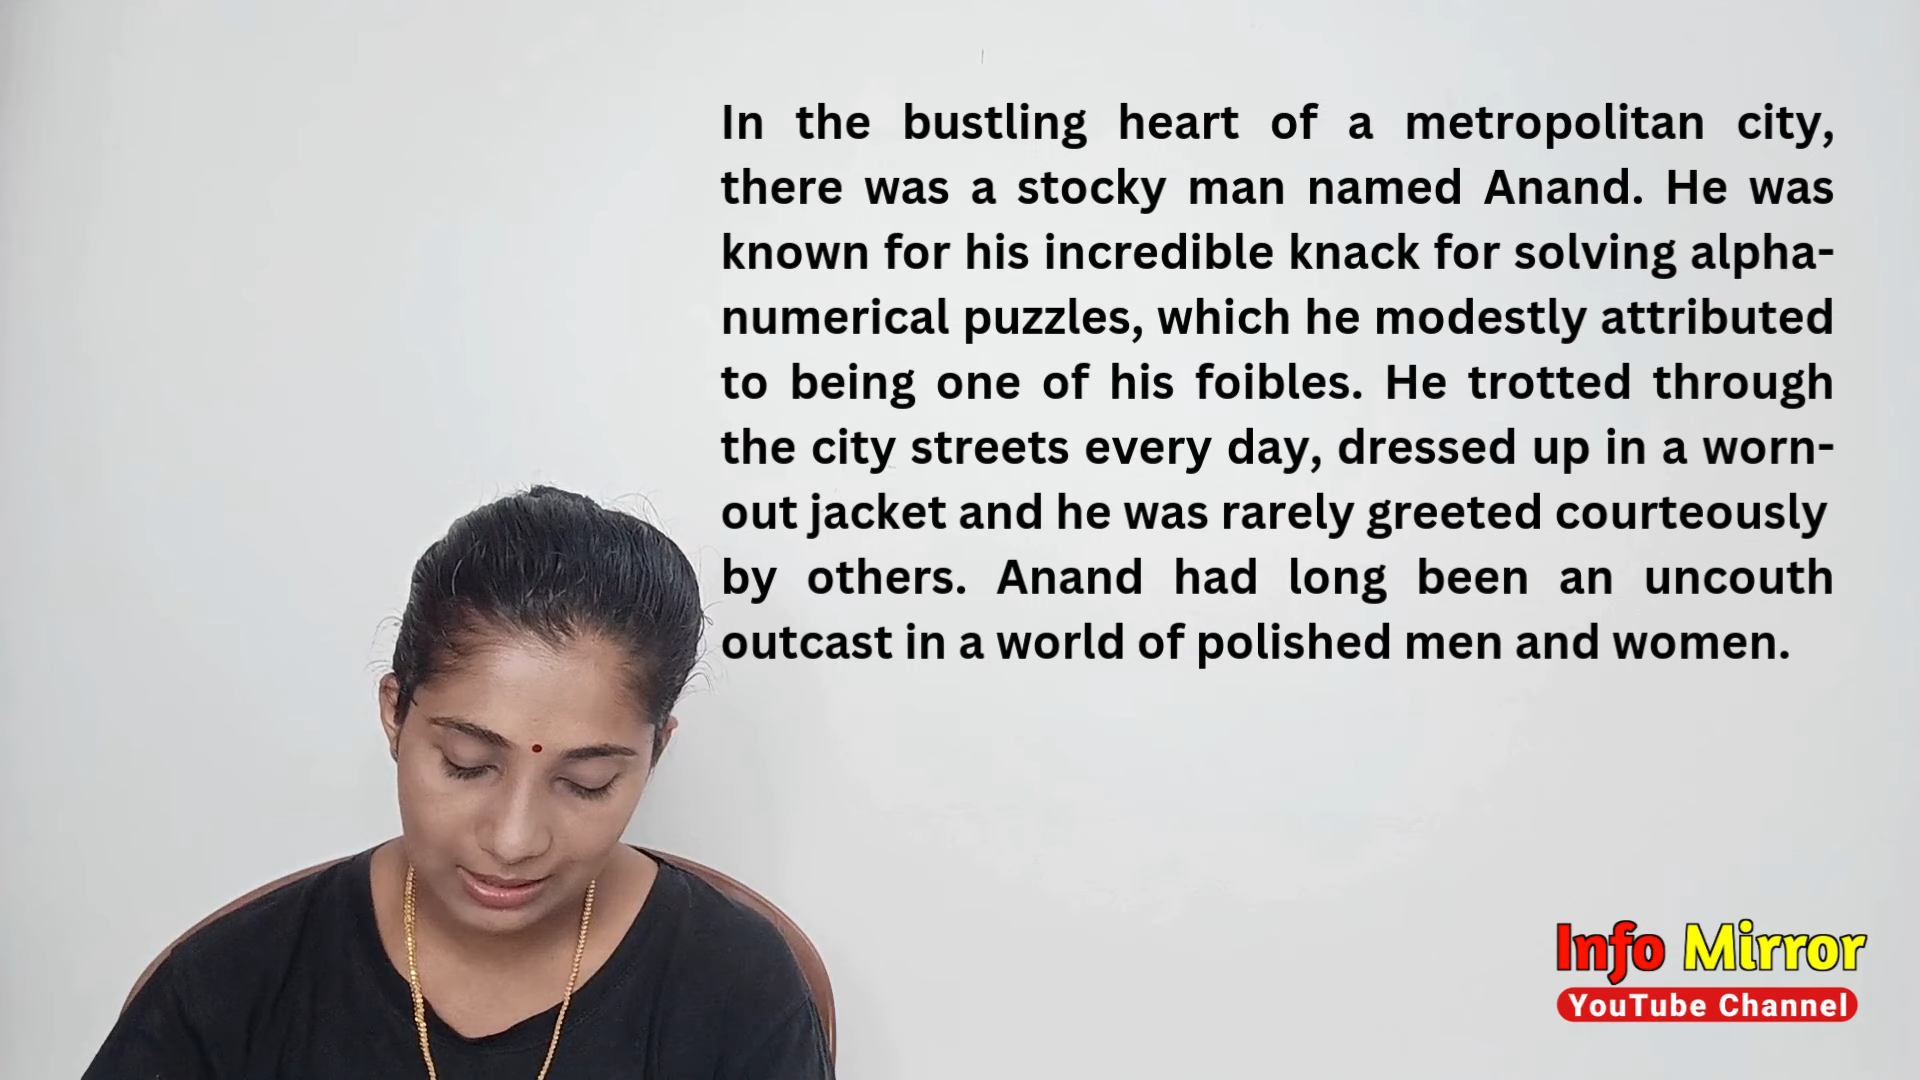 In the bustling heart of a metropolitan city,
there was a stocky man named Anand. He was
known for his incredible knack for solving alpha-
numerical puzzles, which he modestly attributed
to being one of his foibles. He trotted through
the city streets every day, dressed up in a worn-
out jacket and he was rarely greeted courteously
by others. Anand had long been an uncouth
outcast in a world of polished men and women.
Info Mirror
YouTube Channel